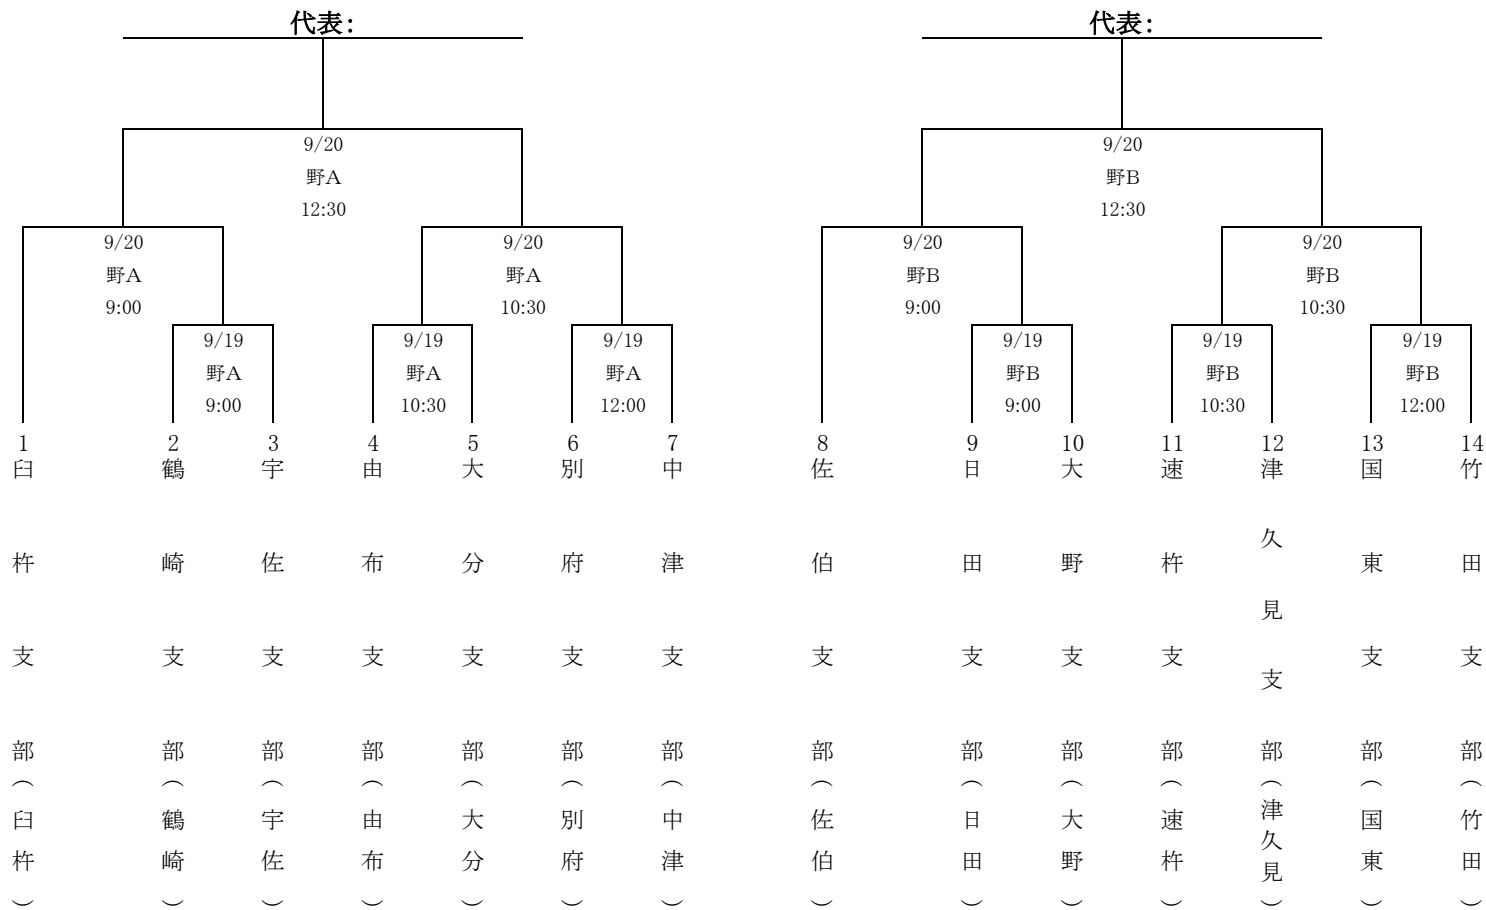 代表：
代表：
9/20
野A
12:30
9/20
野B
12:30
9/20
野A
9:00
9/20
野A
10:30
9/20
野B
9:00
9/20
野B
10:30
9/19
野A
9:00
9/19
野A
10:30
9/19
野A
12:00
9/19
野B
9:00
9/19
野B
10:30
9/19
野B
12:00
1
臼杵支部（臼杵）
2
鶴崎支部（鶴崎）
3
宇佐支部（宇佐）
4
由布支部（由布）
5
大分支部（大分）
6
別府支部（別府）
7
中津支部（中津）
8
佐伯支部（佐伯）
9
日田支部（日田）
10
大野支部（大野）
11
速杵支部（速杵）
12
津久見支部（津久見）
13
国東支部（国東）
14
竹田支部（竹田）